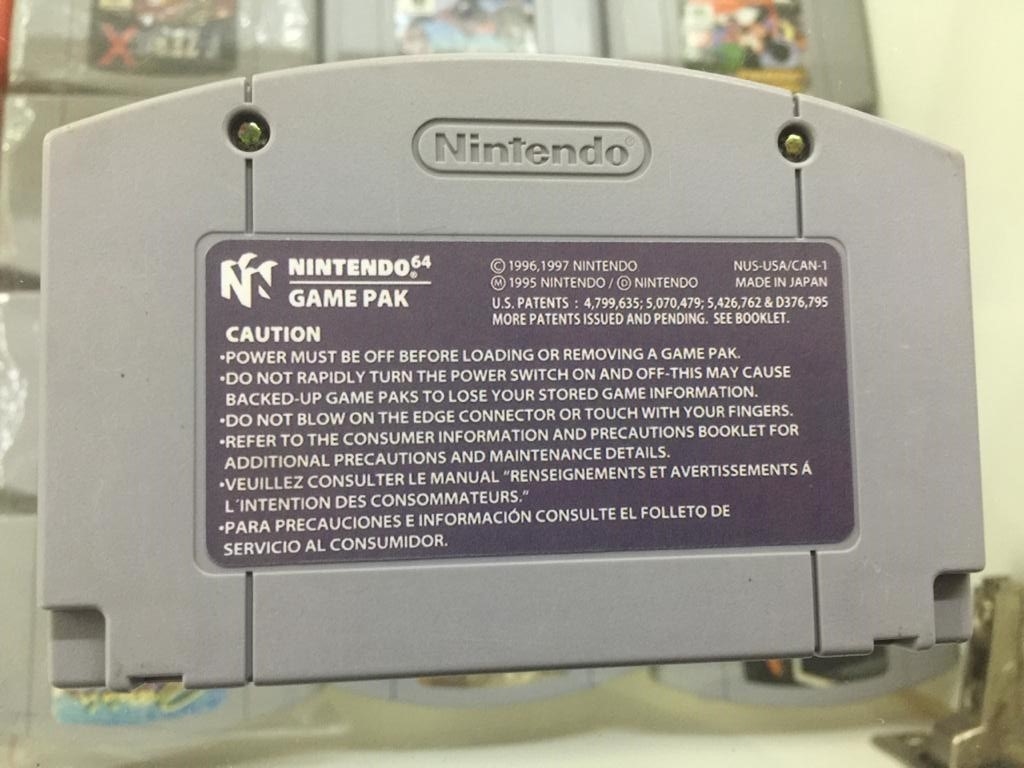 Nintendo®
NINTENDO®64
GAME PAK
© 1996,1997 NINTENDO
Ⓜ 1995 NINTENDO / Ⓓ NINTENDO
NUS-USA/CAN-1
MADE IN JAPAN
U.S. PATENTS : 4,799,635; 5,070,479; 5,426,762 & D376,795
MORE PATENTS ISSUED AND PENDING. SEE BOOKLET.
CAUTION
•POWER MUST BE OFF BEFORE LOADING OR REMOVING A GAME PAK.
•DO NOT RAPIDLY TURN THE POWER SWITCH ON AND OFF-THIS MAY CAUSE
BACKED-UP GAME PAKS TO LOSE YOUR STORED GAME INFORMATION.
•DO NOT BLOW ON THE EDGE CONNECTOR OR TOUCH WITH YOUR FINGERS.
•REFER TO THE CONSUMER INFORMATION AND PRECAUTIONS BOOKLET FOR
ADDITIONAL PRECAUTIONS AND MAINTENANCE DETAILS.
•VEUILLEZ CONSULTER LE MANUAL "RENSEIGNEMENTS ET AVERTISSEMENTS Á
L´INTENTION DES CONSOMMATEURS."
•PARA PRECAUCIONES E INFORMACIÓN CONSULTE EL FOLLETO DE
SERVICIO AL CONSUMIDOR.